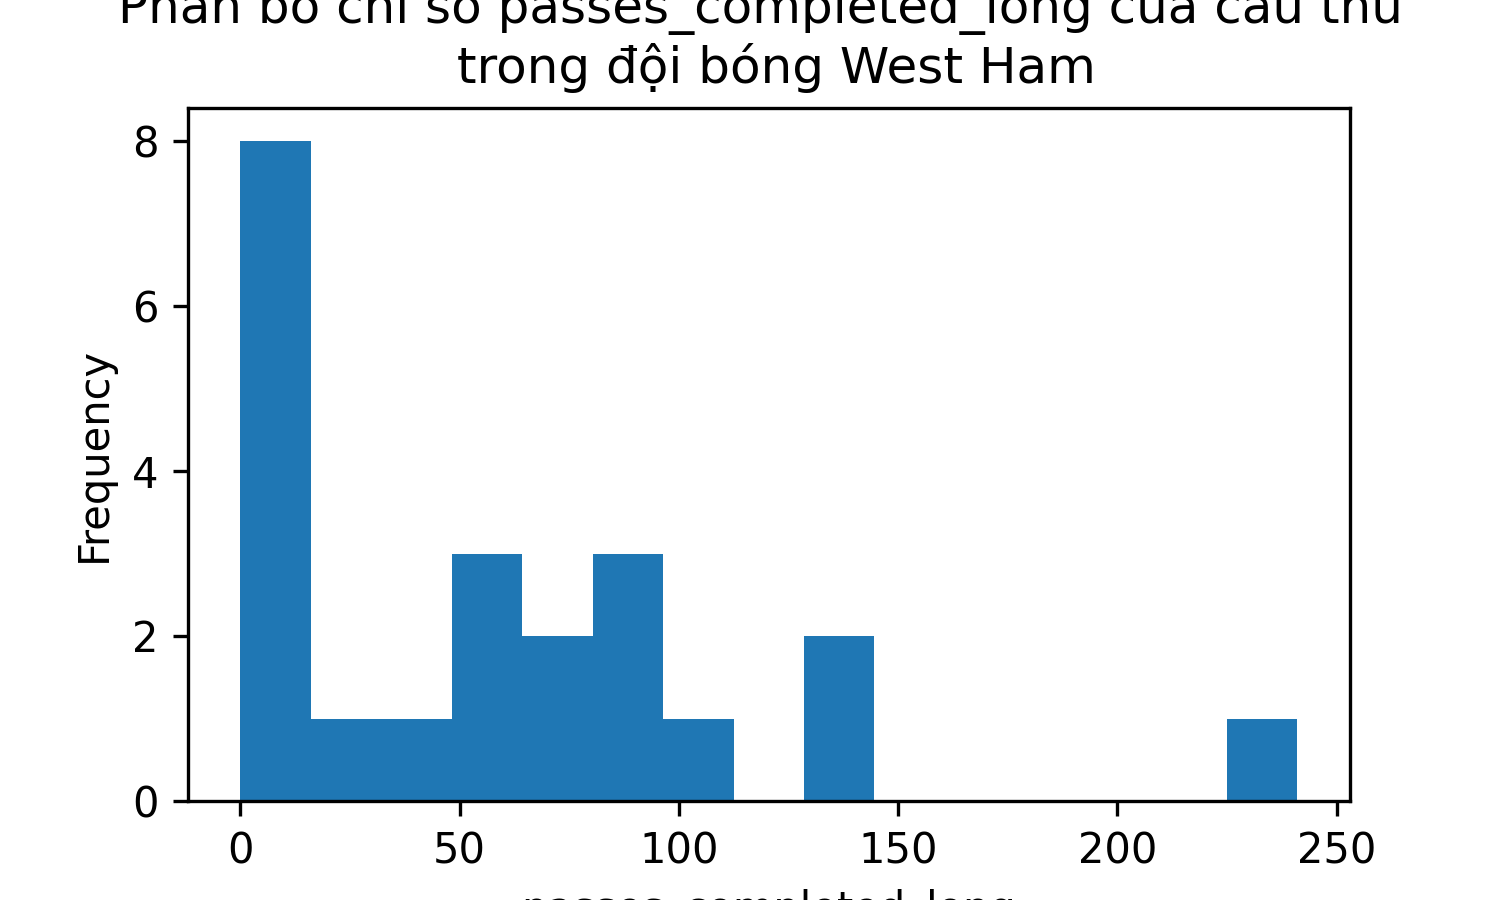 Phân bố chỉ số passes_completed_long của cầu thủ
trong đội bóng West Ham
8
6
4
2
0
Frequency
0 50 100 150 200 250
passes_completed_long